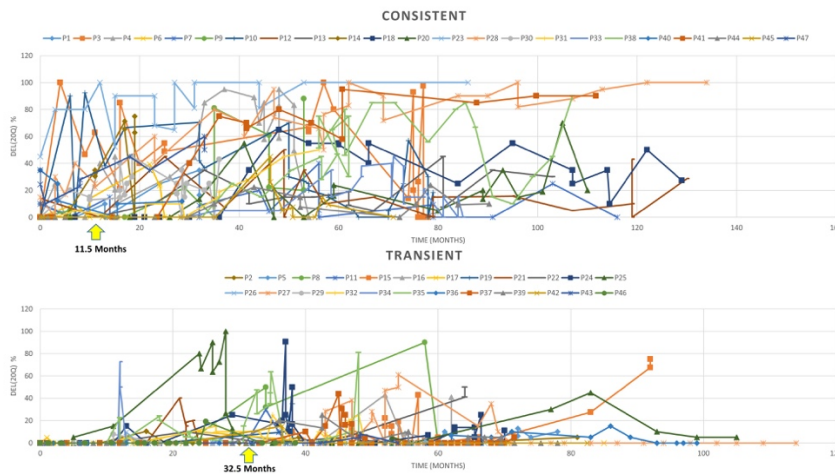 CONSISTENT
P1 P3 P4 P6 P7 P9 P10 P12 P13 P14 P18 P20 P23 P28 P30 P31 P33 P38 P40 P41 P44 P45 P47
120
100
80
60
40
20
0
DEL(20Q) %
0 20 40 60 80 100 120 140 160
TIME (MONTHS)
11.5 Months
TRANSIENT
P2 P5 P8 P11 P15 P16 P17 P19 P21 P22 P24 P25
P26 P27 P29 P32 P34 P35 P36 P37 P39 P42 P43 P46
120
100
80
60
40
20
0
DEL(20Q) %
0 20 40 60 80 100
TIME (MONTHS)
32.5 Months